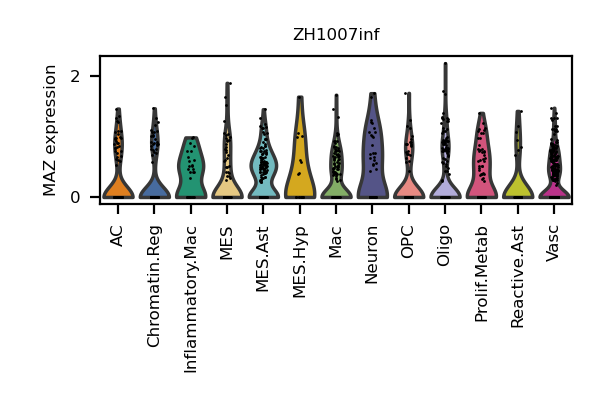 ZH1007inf
MAZ expression
2
0
AC
Chromatin.Reg
Inflammatory.Mac
MES
MES.Ast
MES.Hyp
Mac
Neuron
OPC
Oligo
Prolif.Metab
Reactive.Ast
Vasc